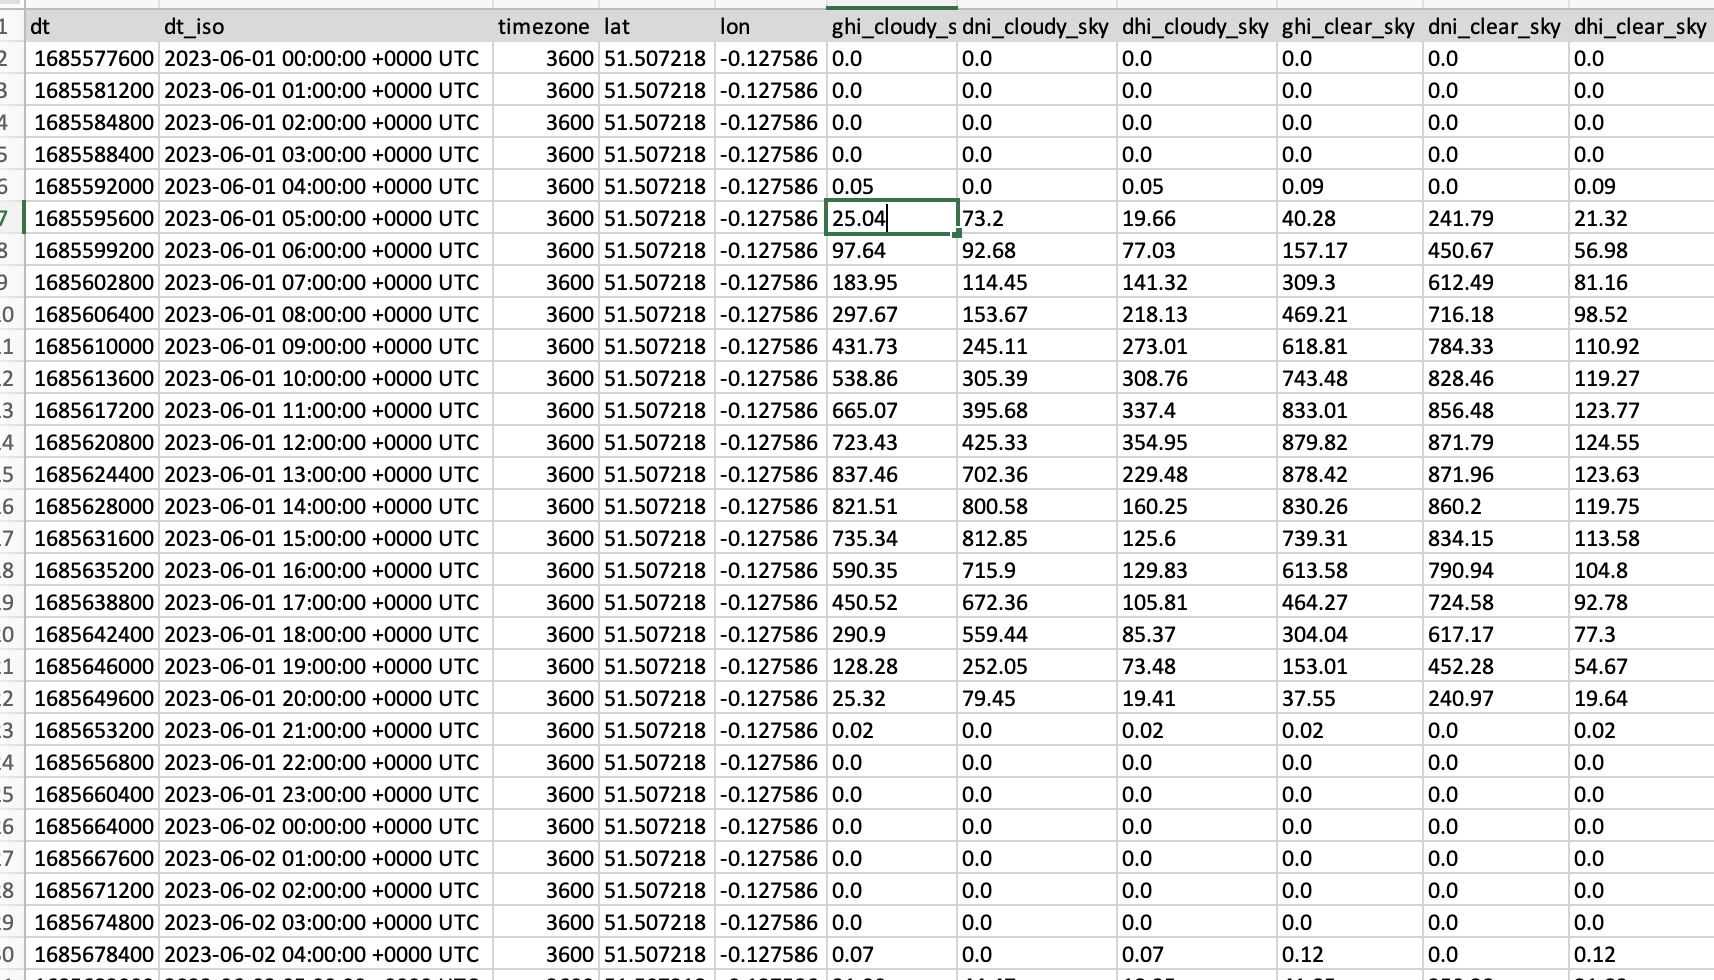 1 dt dt_iso timezone lat lon ghi_cloudy_s dni_cloudy_sky dhi_cloudy_sky ghi_clear_sky dni_clear_sky dhi_clear_sky
2 1685577600 2023-06-01 00:00:00 +0000 UTC 3600 51.507218 -0.127586 0.0 0.0 0.0 0.0 0.0 0.0
3 1685581200 2023-06-01 01:00:00 +0000 UTC 3600 51.507218 -0.127586 0.0 0.0 0.0 0.0 0.0 0.0
4 1685584800 2023-06-01 02:00:00 +0000 UTC 3600 51.507218 -0.127586 0.0 0.0 0.0 0.0 0.0 0.0
5 1685588400 2023-06-01 03:00:00 +0000 UTC 3600 51.507218 -0.127586 0.0 0.0 0.0 0.0 0.0 0.0
6 1685592000 2023-06-01 04:00:00 +0000 UTC 3600 51.507218 -0.127586 0.05 0.0 0.05 0.09 0.0 0.09
7 1685595600 2023-06-01 05:00:00 +0000 UTC 3600 51.507218 -0.127586 25.04 73.2 19.66 40.28 241.79 21.32
8 1685599200 2023-06-01 06:00:00 +0000 UTC 3600 51.507218 -0.127586 97.64 92.68 77.03 157.17 450.67 56.98
9 1685602800 2023-06-01 07:00:00 +0000 UTC 3600 51.507218 -0.127586 183.95 114.45 141.32 309.3 612.49 81.16
0 1685606400 2023-06-01 08:00:00 +0000 UTC 3600 51.507218 -0.127586 297.67 153.67 218.13 469.21 716.18 98.52
1 1685610000 2023-06-01 09:00:00 +0000 UTC 3600 51.507218 -0.127586 431.73 245.11 273.01 618.81 784.33 110.92
2 1685613600 2023-06-01 10:00:00 +0000 UTC 3600 51.507218 -0.127586 538.86 305.39 308.76 743.48 828.46 119.27
3 1685617200 2023-06-01 11:00:00 +0000 UTC 3600 51.507218 -0.127586 665.07 395.68 337.4 833.01 856.48 123.77
4 1685620800 2023-06-01 12:00:00 +0000 UTC 3600 51.507218 -0.127586 723.43 425.33 354.95 879.82 871.79 124.55
5 1685624400 2023-06-01 13:00:00 +0000 UTC 3600 51.507218 -0.127586 837.46 702.36 229.48 878.42 871.96 123.63
6 1685628000 2023-06-01 14:00:00 +0000 UTC 3600 51.507218 -0.127586 821.51 800.58 160.25 830.26 860.2 119.75
7 1685631600 2023-06-01 15:00:00 +0000 UTC 3600 51.507218 -0.127586 735.34 812.85 125.6 739.31 834.15 113.58
8 1685635200 2023-06-01 16:00:00 +0000 UTC 3600 51.507218 -0.127586 590.35 715.9 129.83 613.58 790.94 104.8
9 1685638800 2023-06-01 17:00:00 +0000 UTC 3600 51.507218 -0.127586 450.52 672.36 105.81 464.27 724.58 92.78
0 1685642400 2023-06-01 18:00:00 +0000 UTC 3600 51.507218 -0.127586 290.9 559.44 85.37 304.04 617.17 77.3
1 1685646000 2023-06-01 19:00:00 +0000 UTC 3600 51.507218 -0.127586 128.28 252.05 73.48 153.01 452.28 54.67
2 1685649600 2023-06-01 20:00:00 +0000 UTC 3600 51.507218 -0.127586 25.32 79.45 19.41 37.55 240.97 19.64
3 1685653200 2023-06-01 21:00:00 +0000 UTC 3600 51.507218 -0.127586 0.02 0.0 0.02 0.02 0.0 0.02
4 1685656800 2023-06-01 22:00:00 +0000 UTC 3600 51.507218 -0.127586 0.0 0.0 0.0 0.0 0.0 0.0
5 1685660400 2023-06-01 23:00:00 +0000 UTC 3600 51.507218 -0.127586 0.0 0.0 0.0 0.0 0.0 0.0
6 1685664000 2023-06-02 00:00:00 +0000 UTC 3600 51.507218 -0.127586 0.0 0.0 0.0 0.0 0.0 0.0
7 1685667600 2023-06-02 01:00:00 +0000 UTC 3600 51.507218 -0.127586 0.0 0.0 0.0 0.0 0.0 0.0
8 1685671200 2023-06-02 02:00:00 +0000 UTC 3600 51.507218 -0.127586 0.0 0.0 0.0 0.0 0.0 0.0
9 1685674800 2023-06-02 03:00:00 +0000 UTC 3600 51.507218 -0.127586 0.0 0.0 0.0 0.0 0.0 0.0
0 1685678400 2023-06-02 04:00:00 +0000 UTC 3600 51.507218 -0.127586 0.07 0.0 0.07 0.12 0.0 0.12